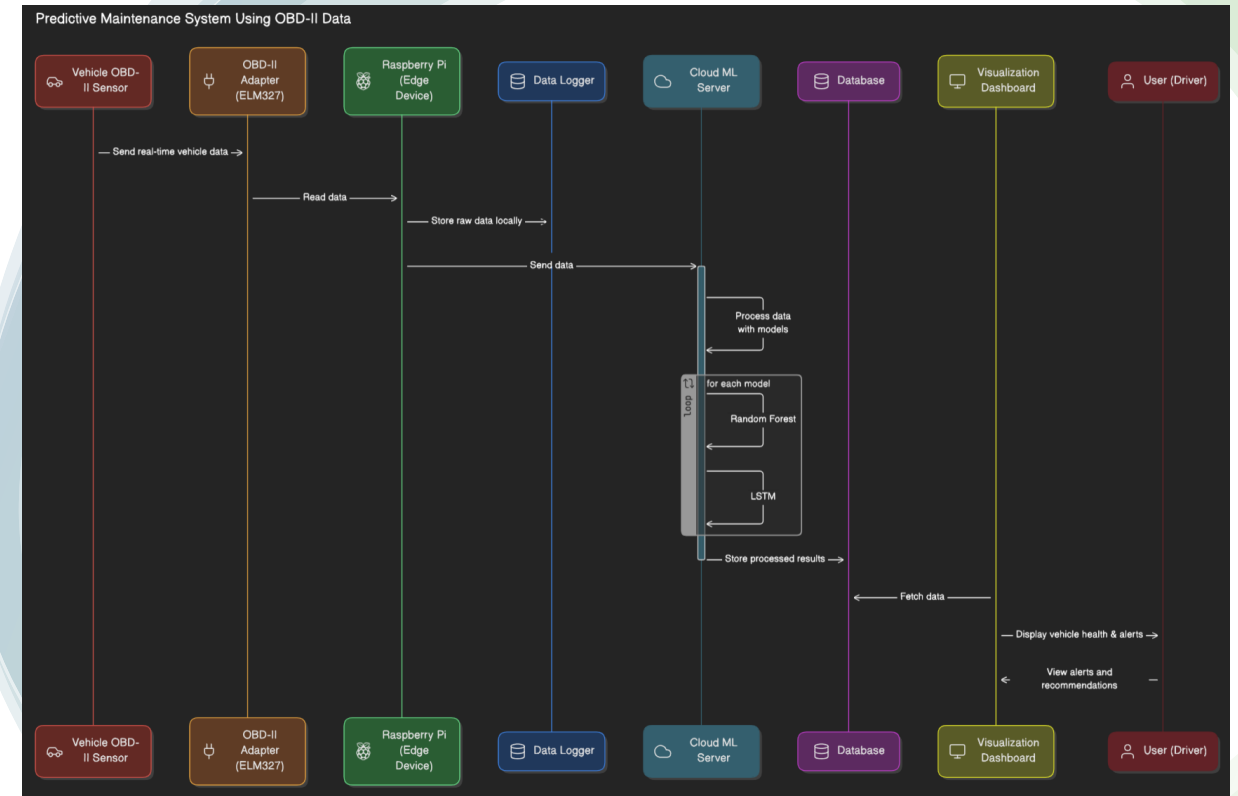 Predictive Maintenance System Using OBD-II Data
Vehicle OBD-
II Sensor
OBD-II
Adapter
(ELM327)
Raspberry Pi
(Edge
Device)
Data Logger
Cloud ML
Server
Database
Visualization
Dashboard
User (Driver)
Send real-time vehicle data
Read data
Store raw data locally
Send data
Process data
with models
loop
for each model
Random Forest
LSTM
Store processed results
Fetch data
Display vehicle health & alerts
View alerts and
recommendations
Vehicle OBD-
II Sensor
OBD-II
Adapter
(ELM327)
Raspberry Pi
(Edge
Device)
Data Logger
Cloud ML
Server
Database
Visualization
Dashboard
User (Driver)